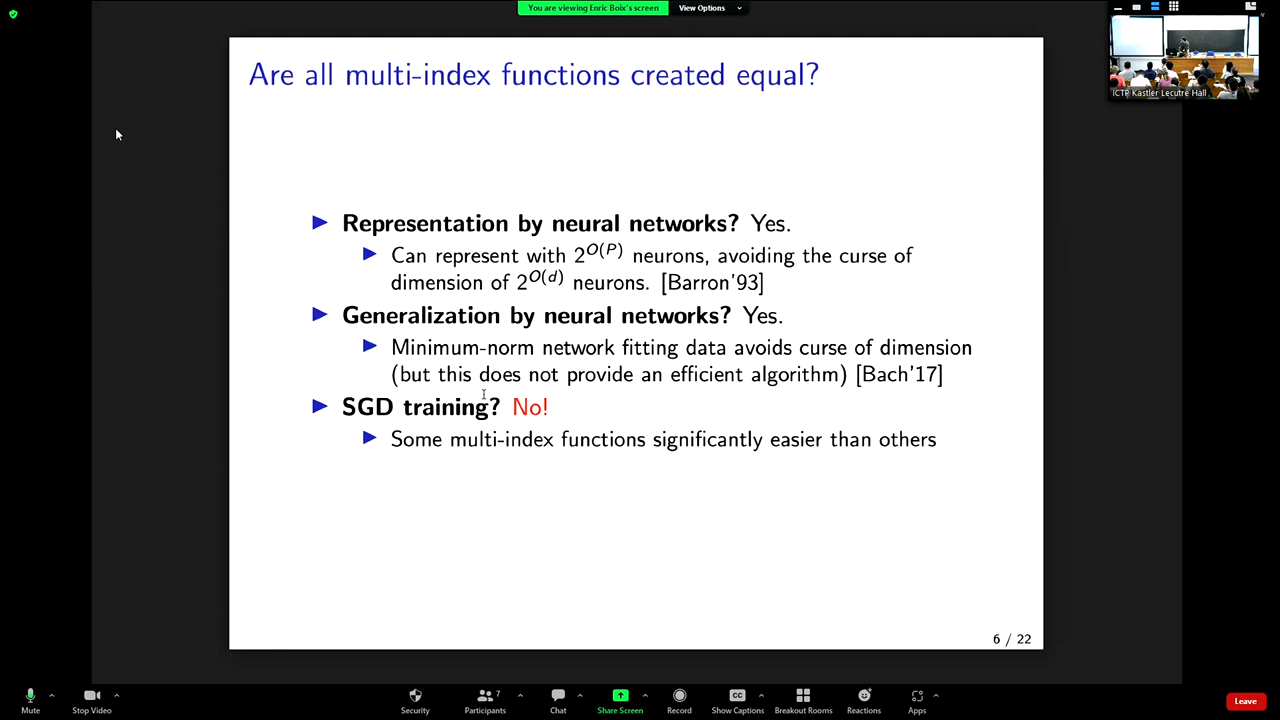 You are viewing Enric Boix's screen
View Options
ICTP Kastler Lecutre Hall
Are all multi-index functions created equal?
Representation by neural networks? Yes.
Can represent with 2^{O(P)} neurons, avoiding the curse of
dimension of 2^{O(d)} neurons. [Barron'93]
Generalization by neural networks? Yes.
Minimum-norm network fitting data avoids curse of dimension
(but this does not provide an efficient algorithm) [Bach'17]
SGD training? No!
Some multi-index functions significantly easier than others
6 / 22
Mute
Stop Video
Security
Participants 7
Chat
Share Screen
Record
Show Captions
Breakout Rooms
Reactions
Apps
Leave